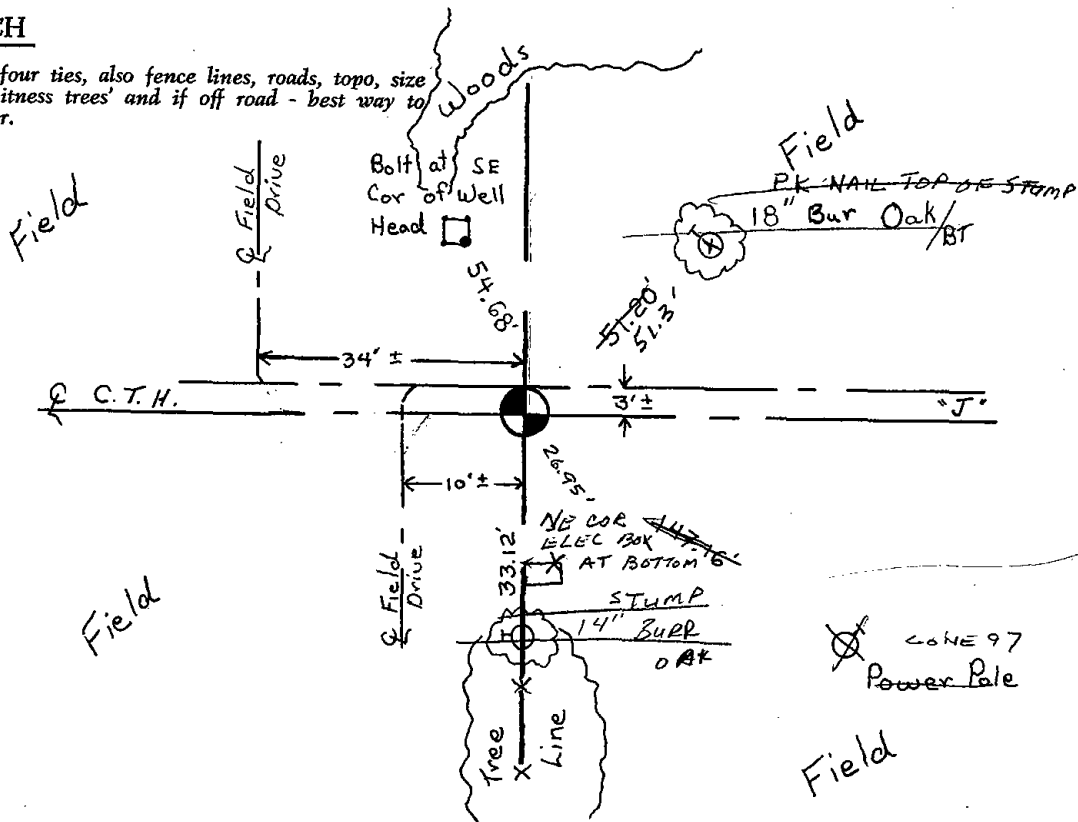 CH
four ties, also fence lines, roads, topo, size
itness trees' and if off road - best way to
r.
Woods
Field
℄ Field
Drive
Bolt at SE
Cor of Well
Head
Field
P.K NAIL TOP OF STUMP
18" Bur Oak/
BT
54.68'
51.20'
51.3'
34' ±
℄ C. T. H.
3' ±
"J"
10' ±
26.95'
NE COR
ELEC BOX
AT BOTTOM
147.16'
33.12'
℄ Field
Drive
STUMP
14" BURR
OAK
GONE 97
Power Pole
Field
Tree
Line
Field